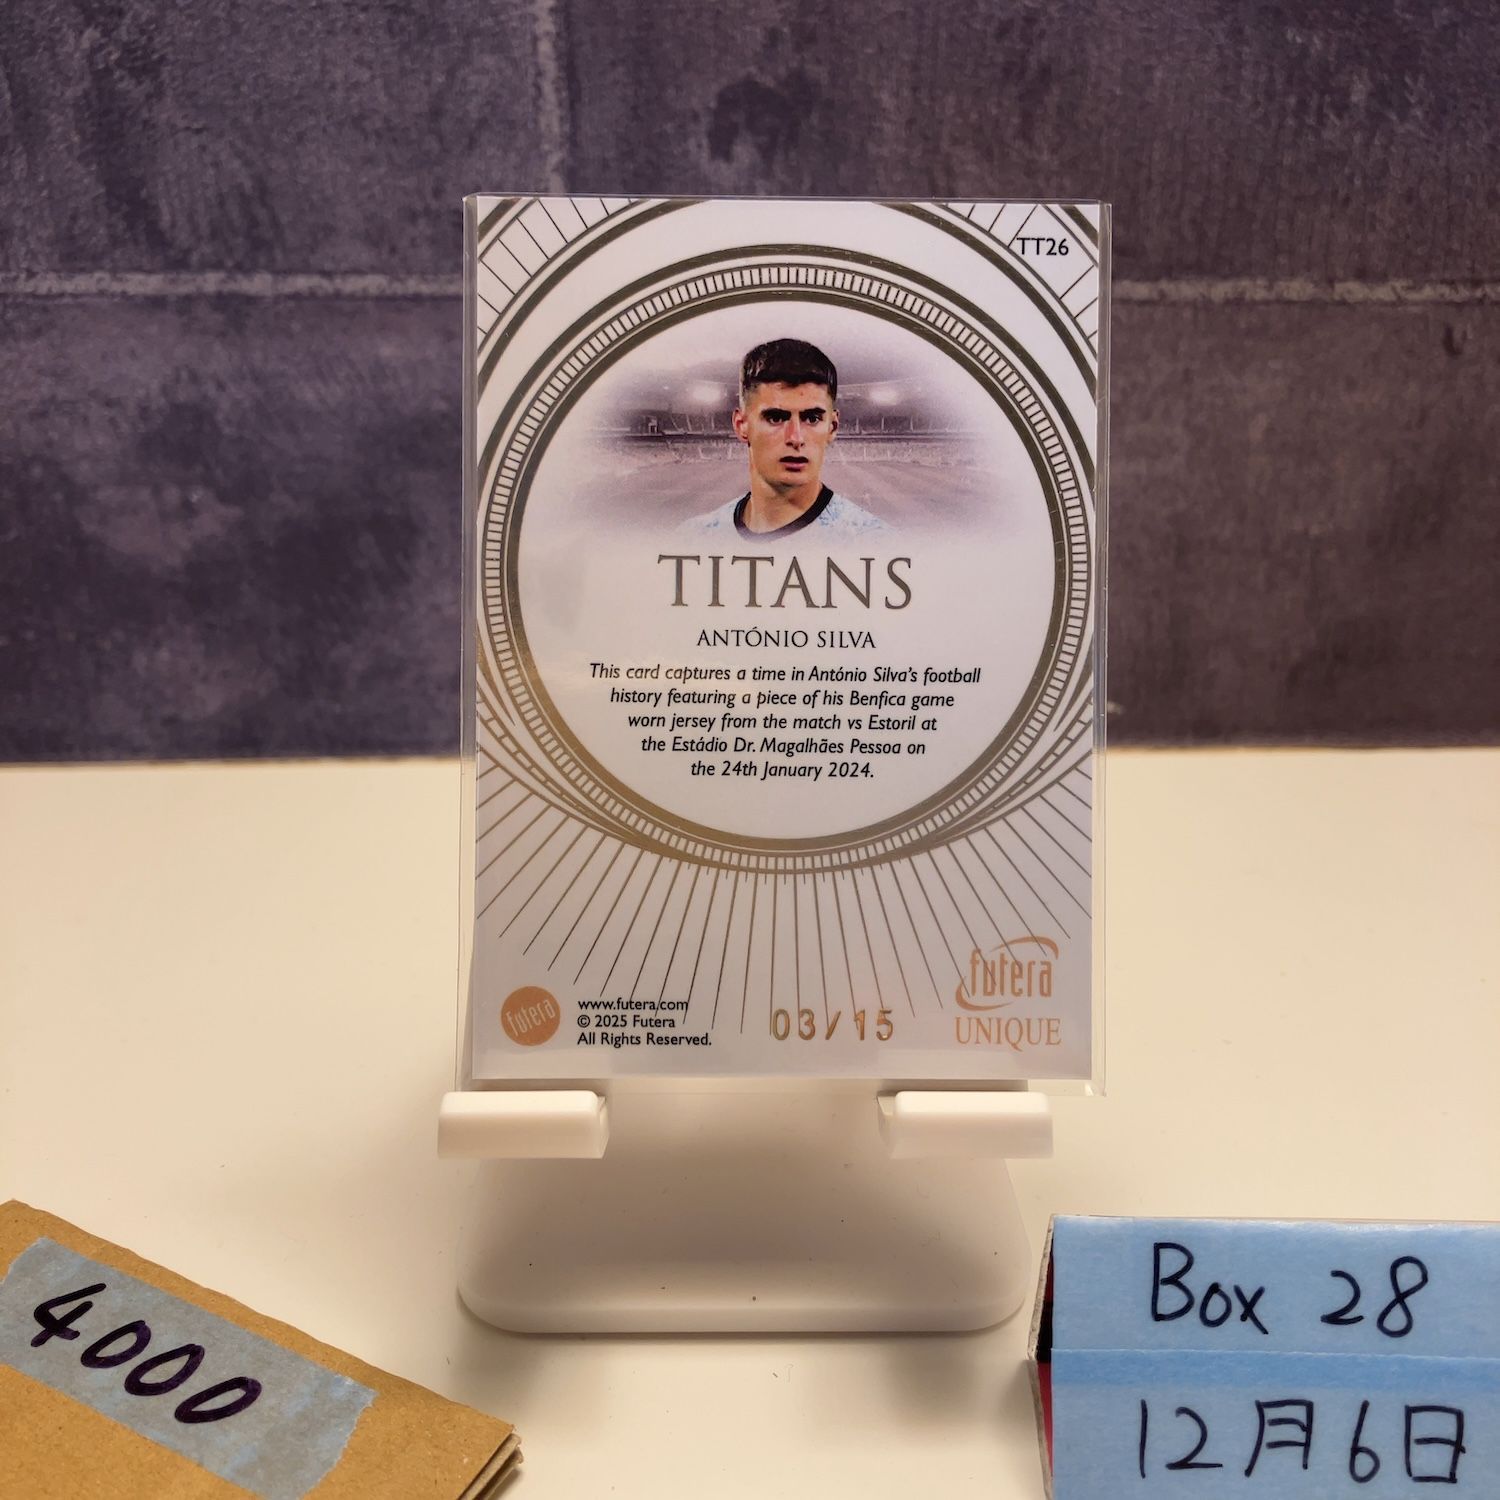 TT26
TITANS
ANTÓNIO SILVA
This card captures a time in António Silva's football
history featuring a piece of his Benfica game
worn jersey from the match vs Estoril at
the Estádio Dr. Magalhães Pessoa on
the 24th January 2024.
futera
www.futera.com
© 2025 Futera
All Rights Reserved.
03/15
futera
UNIQUE
4000
Box 28
12月6日